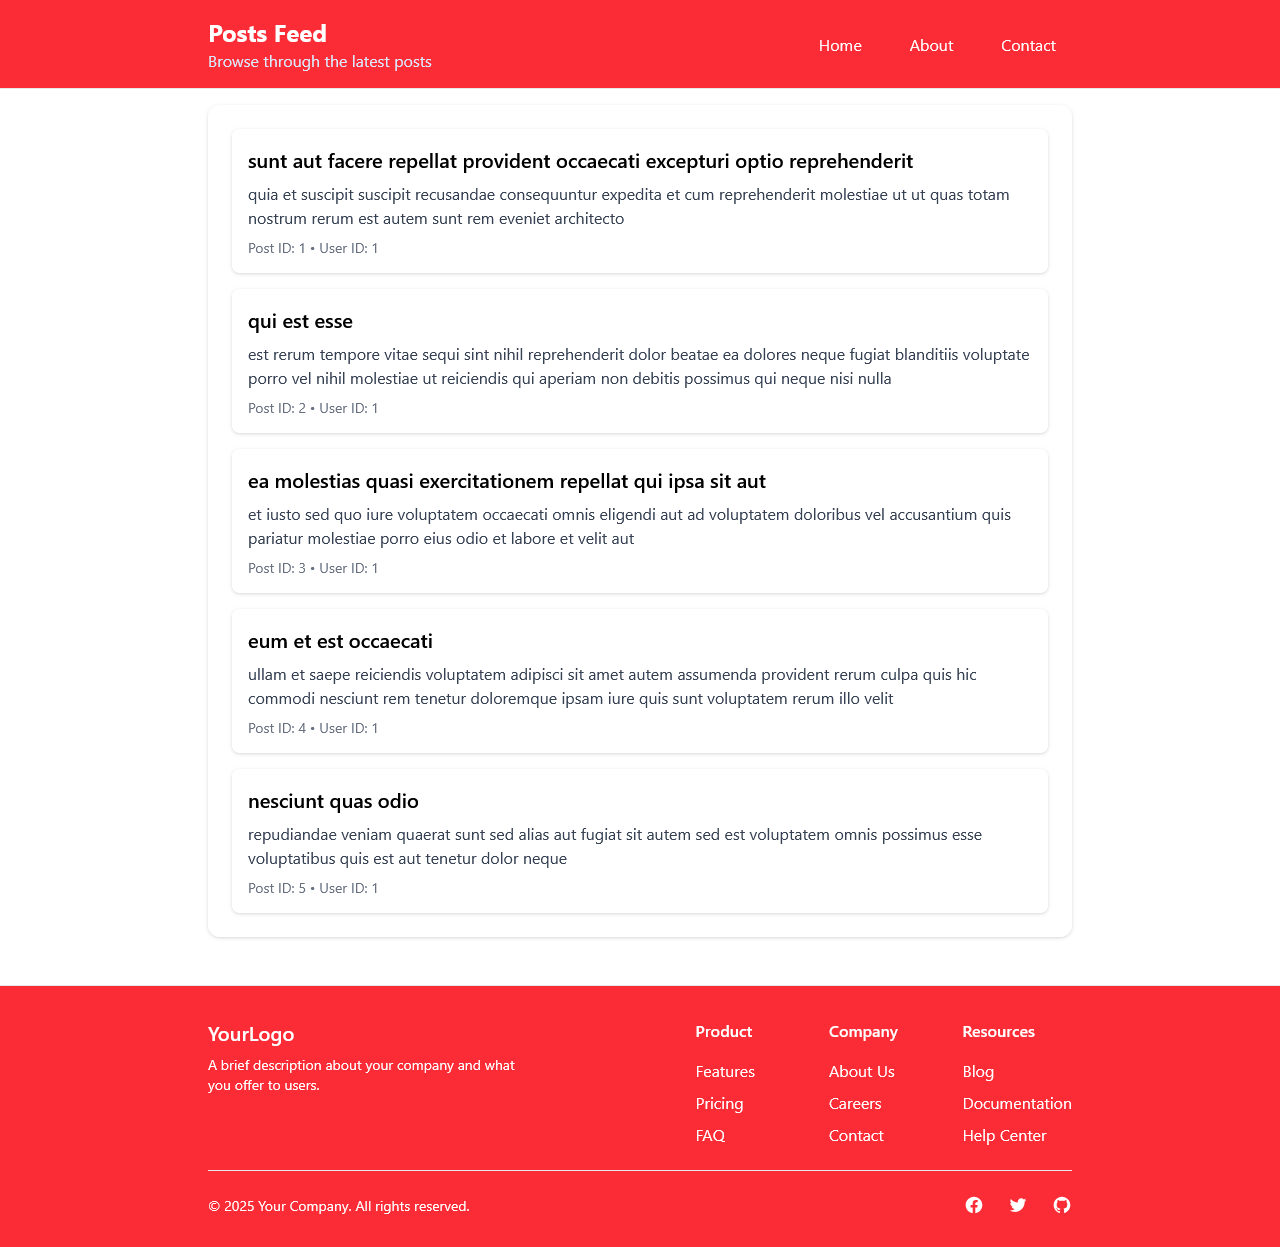 Posts Feed
Browse through the latest posts
Home
About
Contact
sunt aut facere repellat provident occaecati excepturi optio reprehenderit
quia et suscipit suscipit recusandae consequuntur expedita et cum reprehenderit molestiae ut ut quas totam
nostrum rerum est autem sunt rem eveniet architecto
Post ID: 1 • User ID: 1
qui est esse
est rerum tempore vitae sequi sint nihil reprehenderit dolor beatae ea dolores neque fugiat blanditiis voluptate
porro vel nihil molestiae ut reiciendis qui aperiam non debitis possimus qui neque nisi nulla
Post ID: 2 • User ID: 1
ea molestias quasi exercitationem repellat qui ipsa sit aut
et iusto sed quo iure voluptatem occaecati omnis eligendi aut ad voluptatem doloribus vel accusantium quis
pariatur molestiae porro eius odio et labore et velit aut
Post ID: 3 • User ID: 1
eum et est occaecati
ullam et saepe reiciendis voluptatem adipisci sit amet autem assumenda provident rerum culpa quis hic
commodi nesciunt rem tenetur doloremque ipsam iure quis sunt voluptatem rerum illo velit
Post ID: 4 • User ID: 1
nesciunt quas odio
repudiandae veniam quaerat sunt sed alias aut fugiat sit autem sed est voluptatem omnis possimus esse
voluptatibus quis est aut tenetur dolor neque
Post ID: 5 • User ID: 1
YourLogo
A brief description about your company and what
you offer to users.
Product
Features
Pricing
FAQ
Company
About Us
Careers
Contact
Resources
Blog
Documentation
Help Center
© 2025 Your Company. All rights reserved.